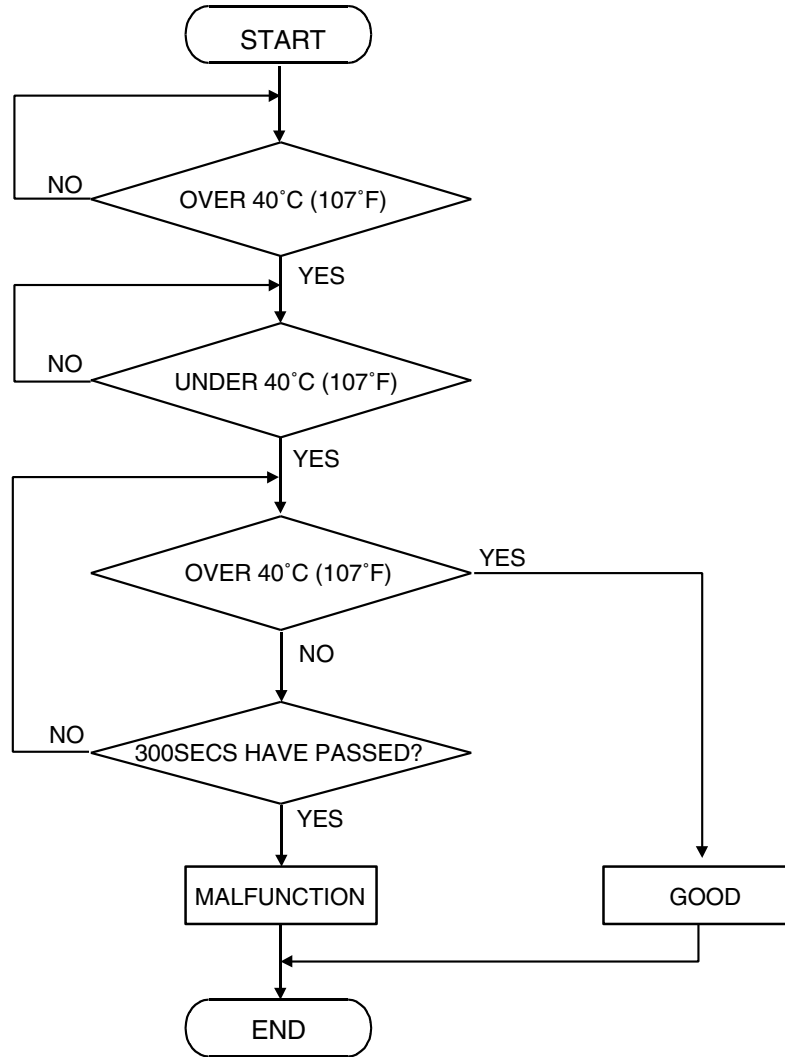 START
NO
OVER 40˚C (107˚F)
YES
NO
UNDER 40˚C (107˚F)
YES
OVER 40˚C (107˚F)
YES
NO
NO
300SECS HAVE PASSED?
YES
MALFUNCTION
GOOD
END